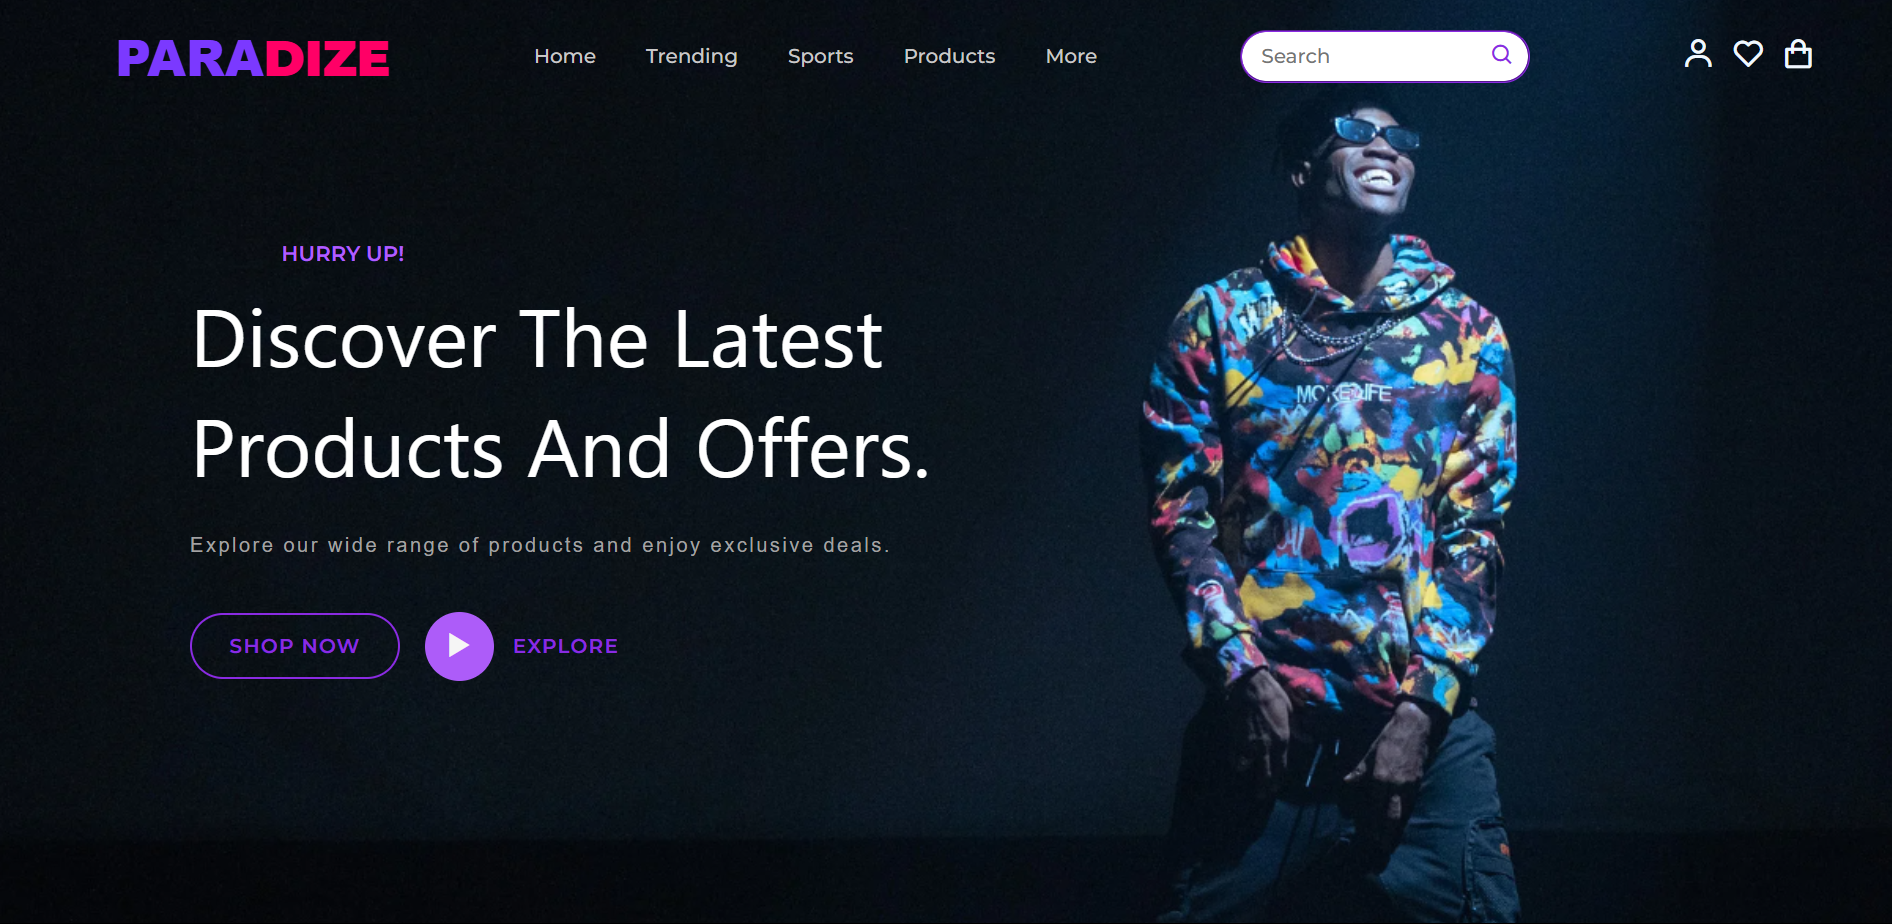 PARADIZE
Home Trending Sports Products More
Search
HURRY UP!
Discover The Latest
Products And Offers.
Explore our wide range of products and enjoy exclusive deals.
SHOP NOW
EXPLORE
MORE LIFE